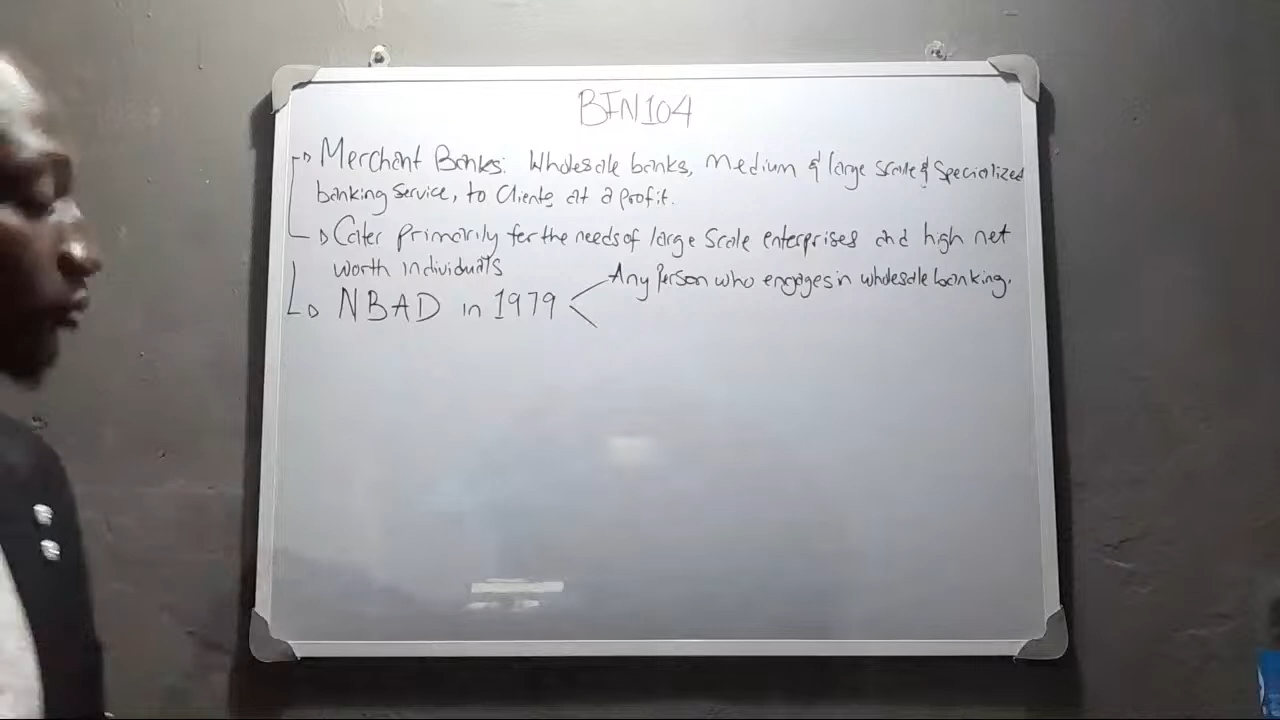 BFN104
Merchant Banks: Wholesale banks, Medium & large scale & Specialized
banking Service, to Clients at a profit.
Cater primarily for the needs of large Scale enterprises and high net
worth individuals
Any Person who engages in wholesale banking.
NBAD in 1979